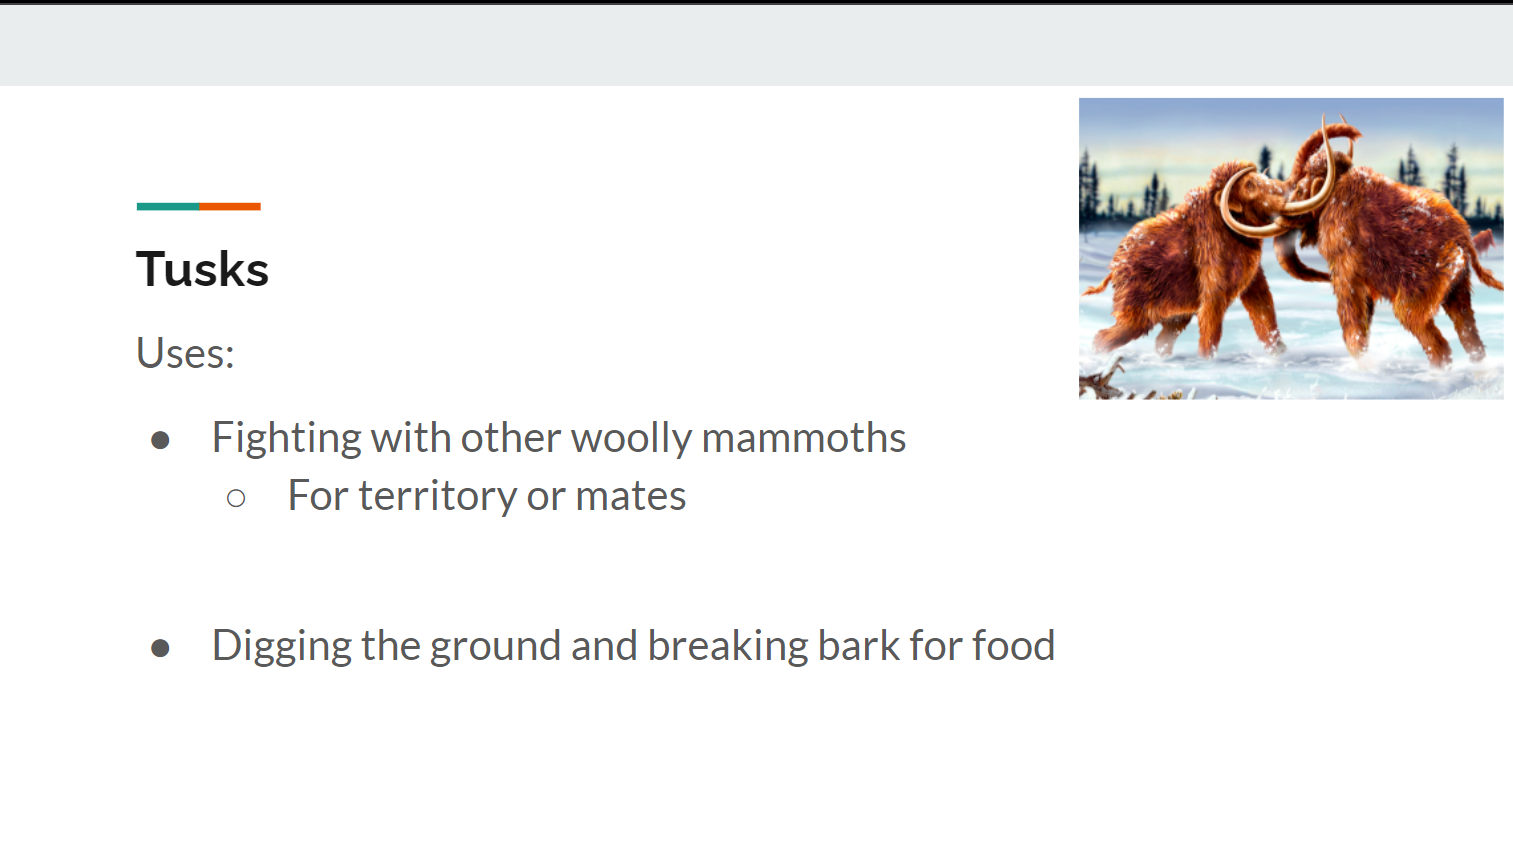 Tusks
Uses:
● Fighting with other woolly mammoths
○ For territory or mates
● Digging the ground and breaking bark for food